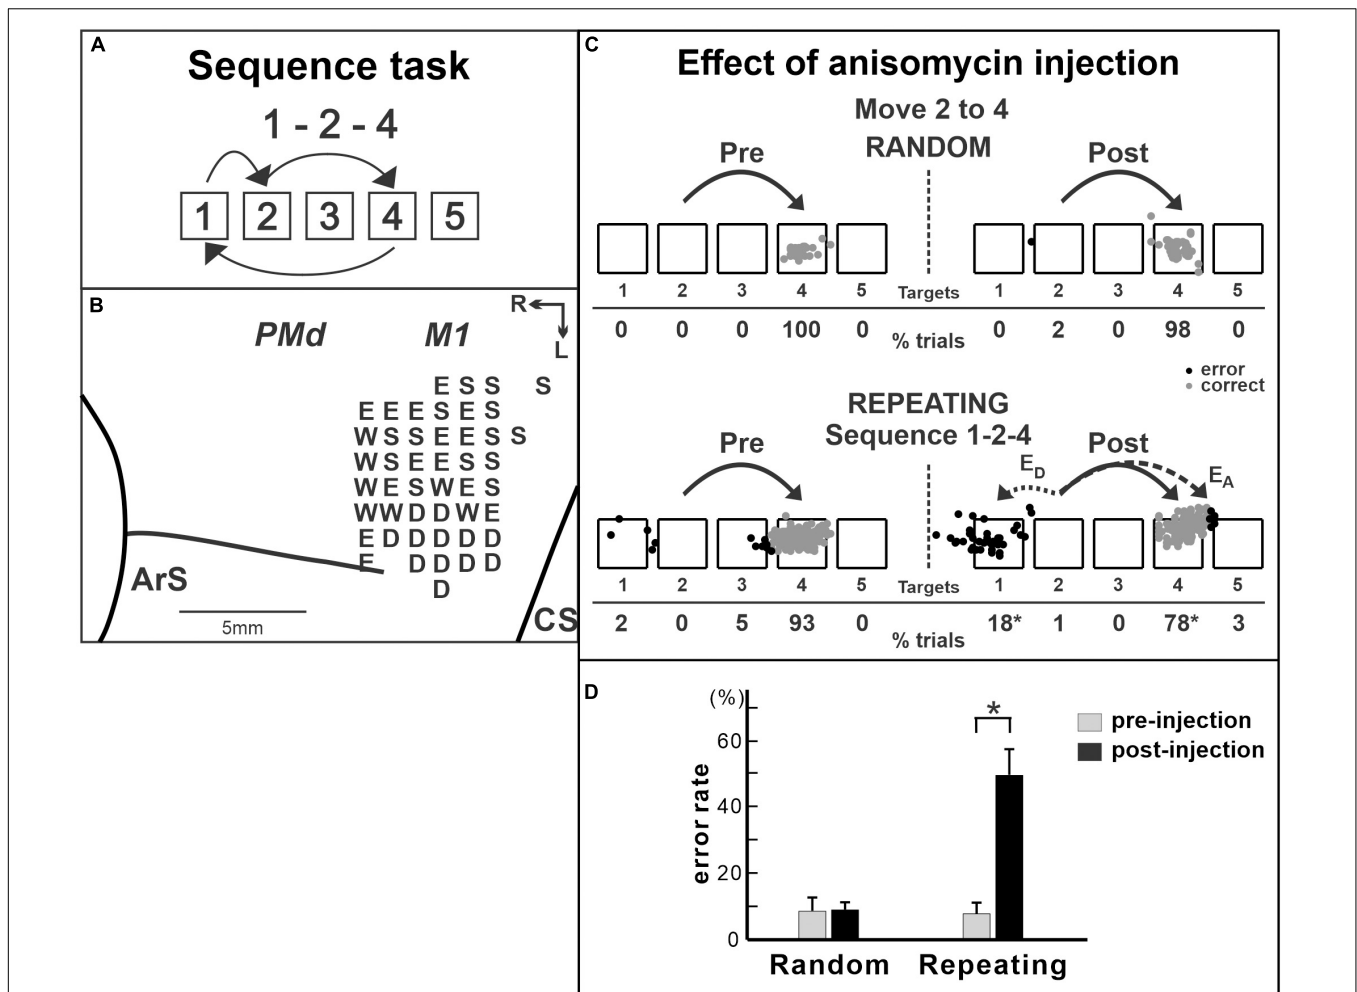 A
Sequence task
1 - 2 - 4
1 2 3 4 5
B
R
L
PMd M1
E S S S
E E E S E S
W S S E E S S
W S E E S S
W E S W E S
W W D D W E
E D D D D D
E D D D D
D
ArS
5mm
CS
C
Effect of anisomycin injection
Move 2 to 4
RANDOM
Pre Post
1 2 3 4 5 Targets 1 2 3 4 5
0 0 0 100 0 % trials 0 2 0 98 0
error
correct
REPEATING
Sequence 1-2-4
Pre Post
ED EA
1 2 3 4 5 Targets 1 2 3 4 5
2 0 5 93 0 % trials 18* 1 0 78* 3
D
(%)
60
40
20
0
error rate
*
pre-injection
post-injection
Random Repeating